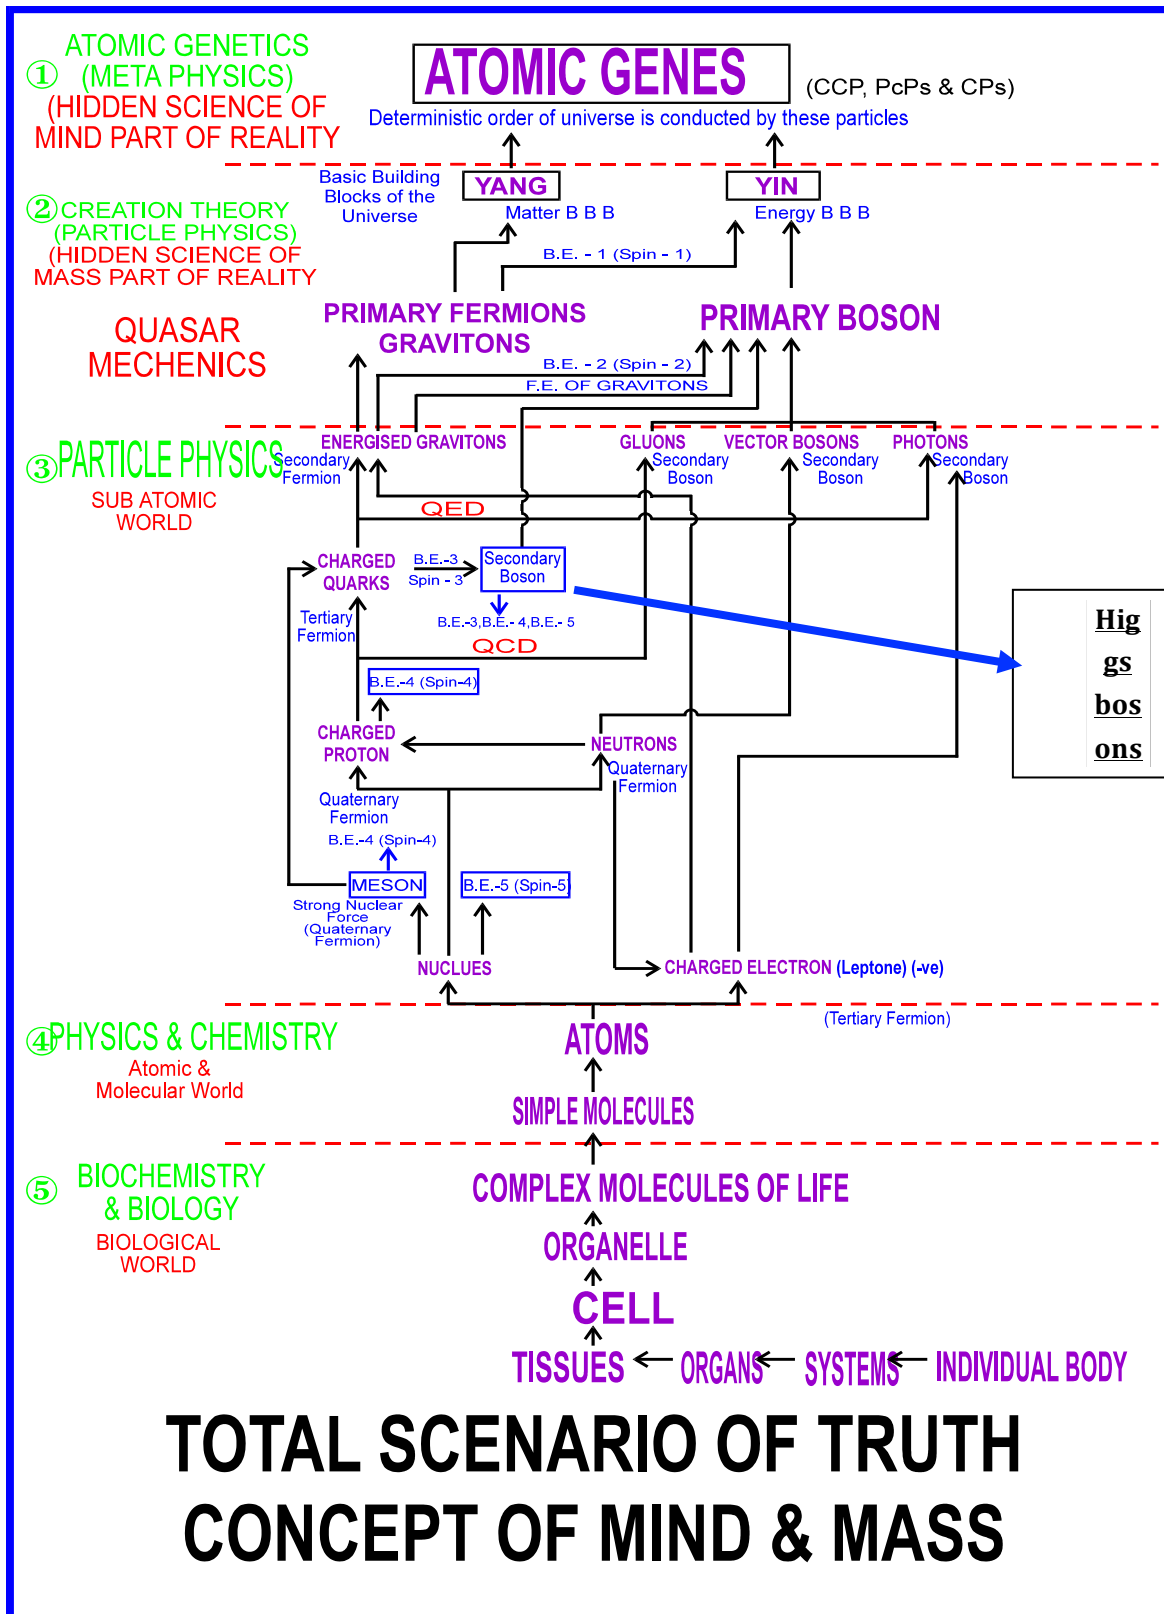 ①
ATOMIC GENETICS
(META PHYSICS)
(HIDDEN SCIENCE OF
MIND PART OF REALITY
ATOMIC GENES
(CCP, PcPs & CPs)
Deterministic order of universe is conducted by these particles
②
CREATION THEORY
(PARTICLE PHYSICS)
(HIDDEN SCIENCE OF
MASS PART OF REALITY
Basic Building
Blocks of the
Universe
YANG
Matter B B B
YIN
Energy B B B
B.E. - 1 (Spin - 1)
QUASAR
MECHENICS
PRIMARY FERMIONS
GRAVITONS
PRIMARY BOSON
B.E. - 2 (Spin - 2)
F.E. OF GRAVITONS
③
PARTICLE PHYSICS
SUB ATOMIC
WORLD
ENERGISED GRAVITONS
Secondary
Fermion
GLUONS
Secondary
Boson
VECTOR BOSONS
Secondary
Boson
PHOTONS
Secondary
Boson
QED
CHARGED
QUARKS
B.E.-3
Spin - 3
Secondary
Boson
Tertiary
Fermion
B.E.-3,B.E.- 4,B.E.- 5
QCD
Hig
gs
bos
ons
B.E.-4 (Spin-4)
CHARGED
PROTON
NEUTRONS
Quaternary
Fermion
Quaternary
Fermion
B.E.-4 (Spin-4)
MESON
B.E.-5 (Spin-5)
Strong Nuclear
Force
(Quaternary
Fermion)
NUCLUES
CHARGED ELECTRON (Leptone) (-ve)
(Tertiary Fermion)
④
PHYSICS & CHEMISTRY
Atomic &
Molecular World
ATOMS
SIMPLE MOLECULES
⑤
BIOCHEMISTRY
& BIOLOGY
BIOLOGICAL
WORLD
COMPLEX MOLECULES OF LIFE
ORGANELLE
CELL
TISSUES
ORGANS
SYSTEMS
INDIVIDUAL BODY
TOTAL SCENARIO OF TRUTH
CONCEPT OF MIND & MASS